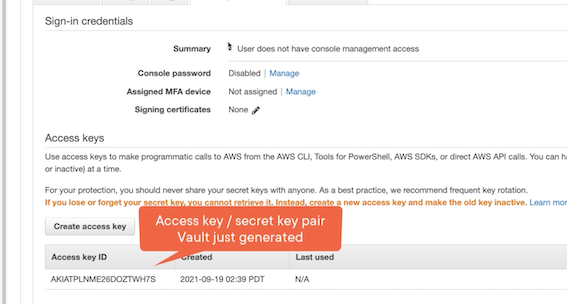 Sign-in credentials
Summary User does not have console management access
Console password Disabled | Manage
Assigned MFA device Not assigned | Manage
Signing certificates None
Access keys
Use access keys to make programmatic calls to AWS from the AWS CLI, Tools for PowerShell, AWS SDKs, or direct AWS API calls. You can ha
or inactive) at a time.
For your protection, you should never share your secret keys with anyone. As a best practice, we recommend frequent key rotation.
If you lose or forget your secret key, you cannot retrieve it. Instead, create a new access key and make the old key inactive. Learn mor
Create access key
Access key / secret key pair
Vault just generated
Access key ID Created Last used
AKIATPLNME26DOZTWH7S 2021-09-19 02:39 PDT N/A